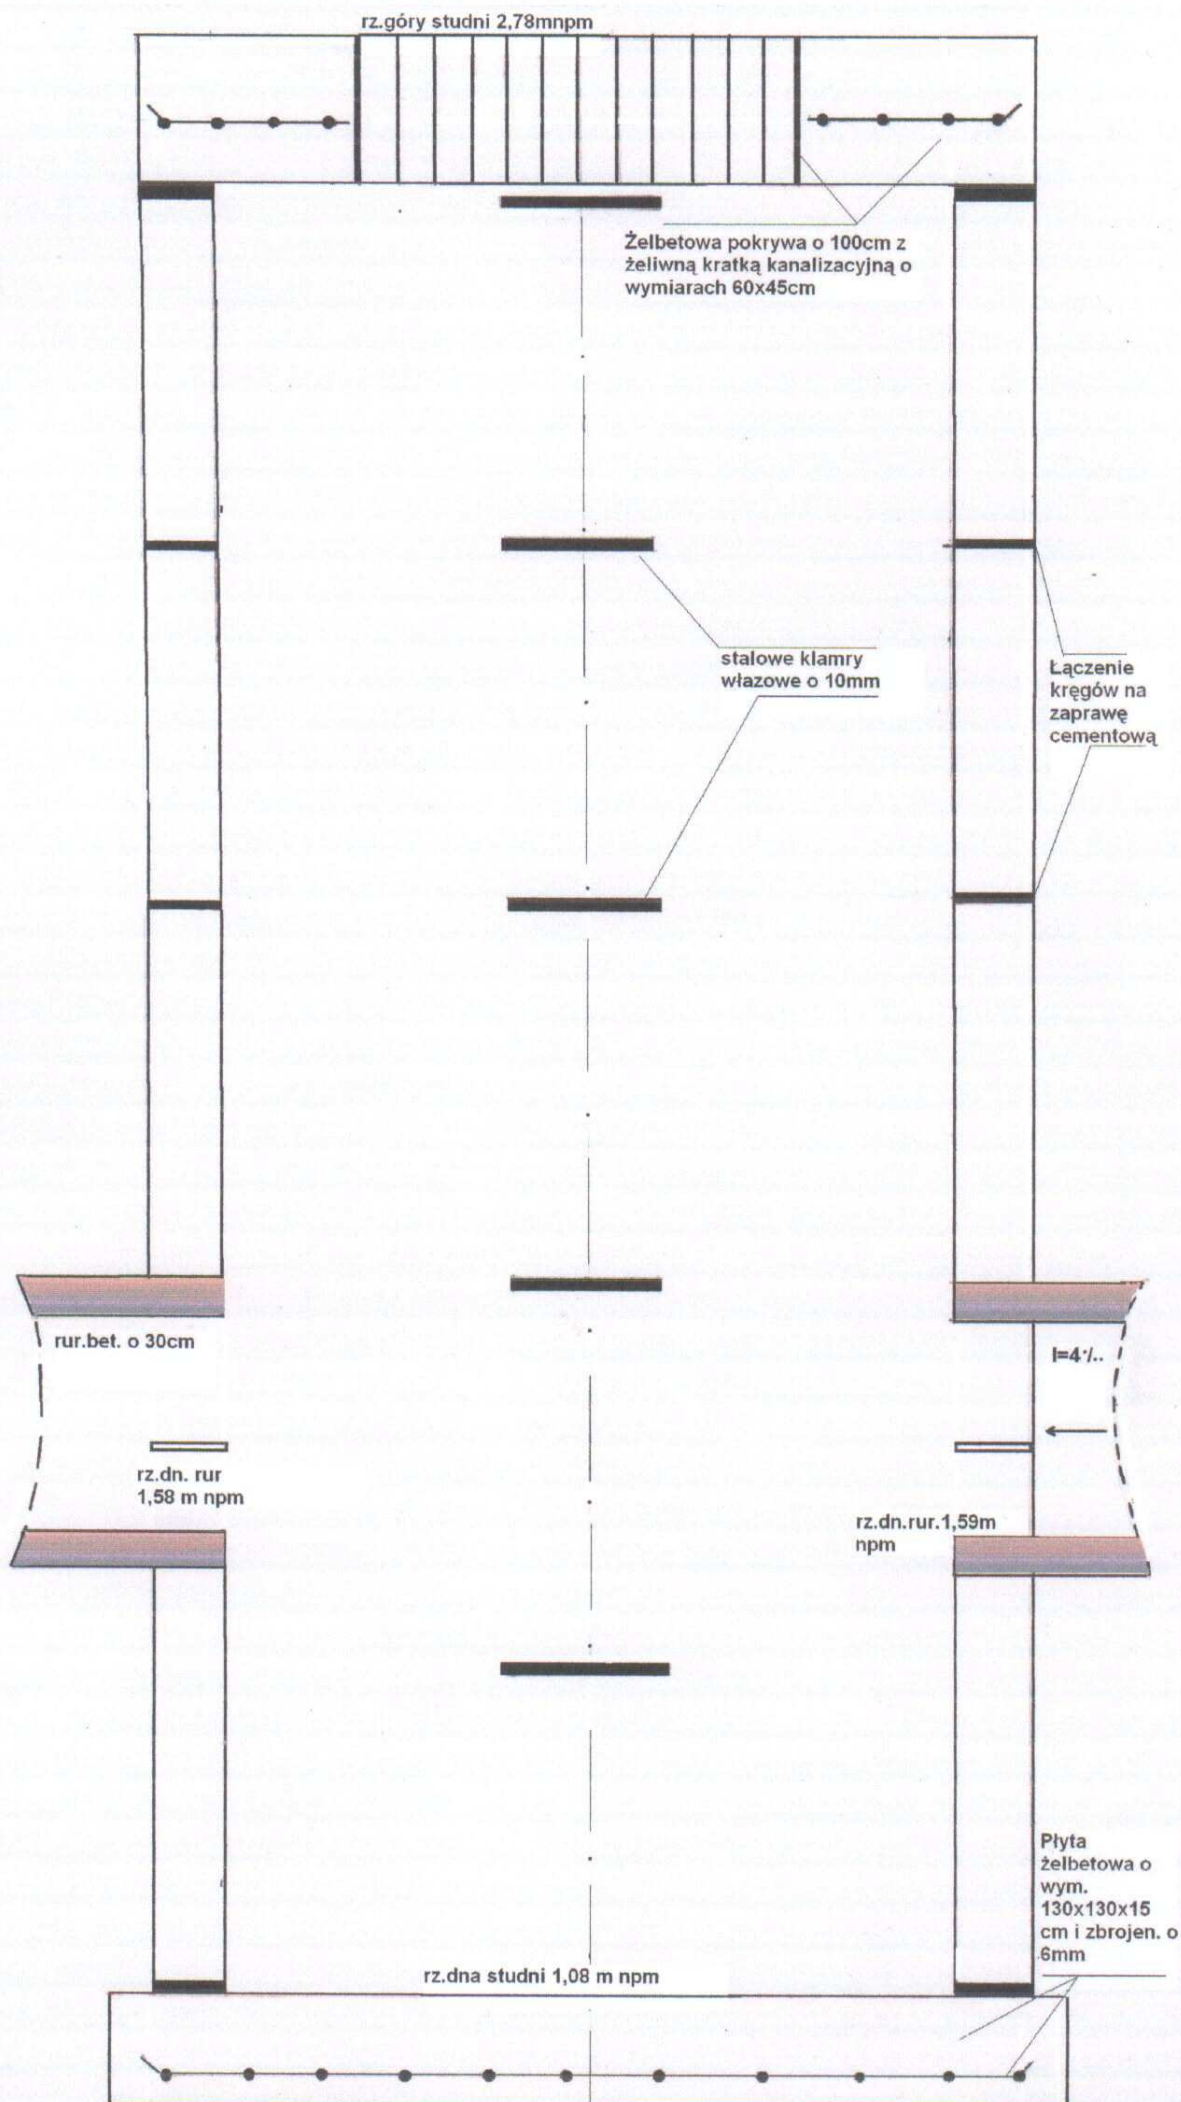 rz.góry studni 2,78mnpm
Żelbetowa pokrywa o 100cm z
żeliwną kratką kanalizacyjną o
wymiarach 60x45cm
stalowe klamry
włazowe o 10mm
Łączenie
kręgów na
zaprawę
cementową
rur.bet. o 30cm
I=4·/..
rz.dn. rur
1,58 m npm
rz.dn.rur.1,59m
npm
Płyta
żelbetowa o
wym.
130x130x15
cm i zbrojen. o
6mm
rz.dna studni 1,08 m npm